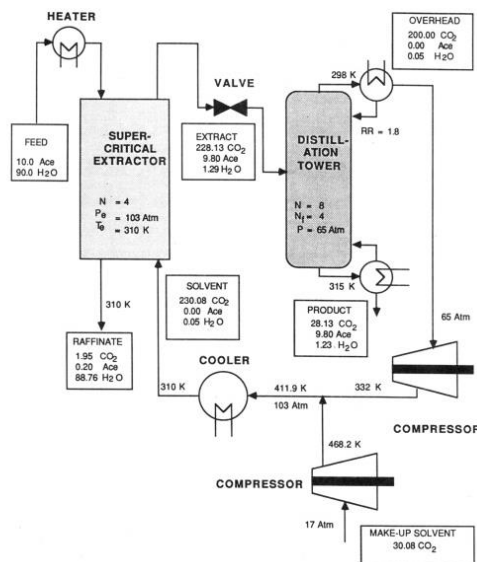 HEATER
FEED
10.0 Ace
90.0 H2O
SUPER-
CRITICAL
EXTRACTOR
N = 4
Pe = 103 Atm
Te = 310 K
VALVE
EXTRACT
228.13 CO2
9.80 Ace
1.29 H2O
298 K
OVERHEAD
200.00 CO2
0.00 Ace
0.05 H2O
RR = 1.8
DISTILL-
ATION
TOWER
N = 8
Nf = 4
P = 65 Atm
315 K
PRODUCT
28.13 CO2
9.80 Ace
1.23 H2O
65 Atm
310 K
RAFFINATE
1.95 CO2
0.20 Ace
88.76 H2O
SOLVENT
230.08 CO2
0.00 Ace
0.05 H2O
COOLER
310 K
411.9K
103 Atm
332 K
COMPRESSOR
468.2 K
COMPRESSOR
17 Atm
MAKE-UP SOLVENT
30.08 CO2